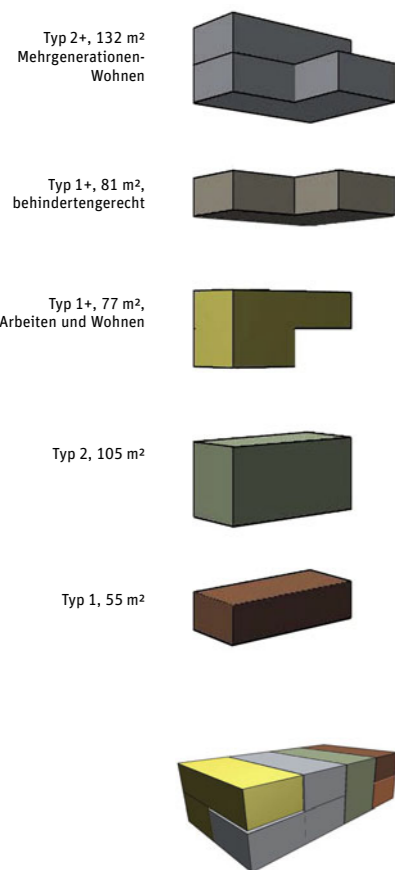 Typ 2+, 132 m²
Mehrgenerationen-
Wohnen
Typ 1+, 81 m²,
behindertengerecht
Typ 1+, 77 m²,
Arbeiten und Wohnen
Typ 2, 105 m²
Typ 1, 55 m²